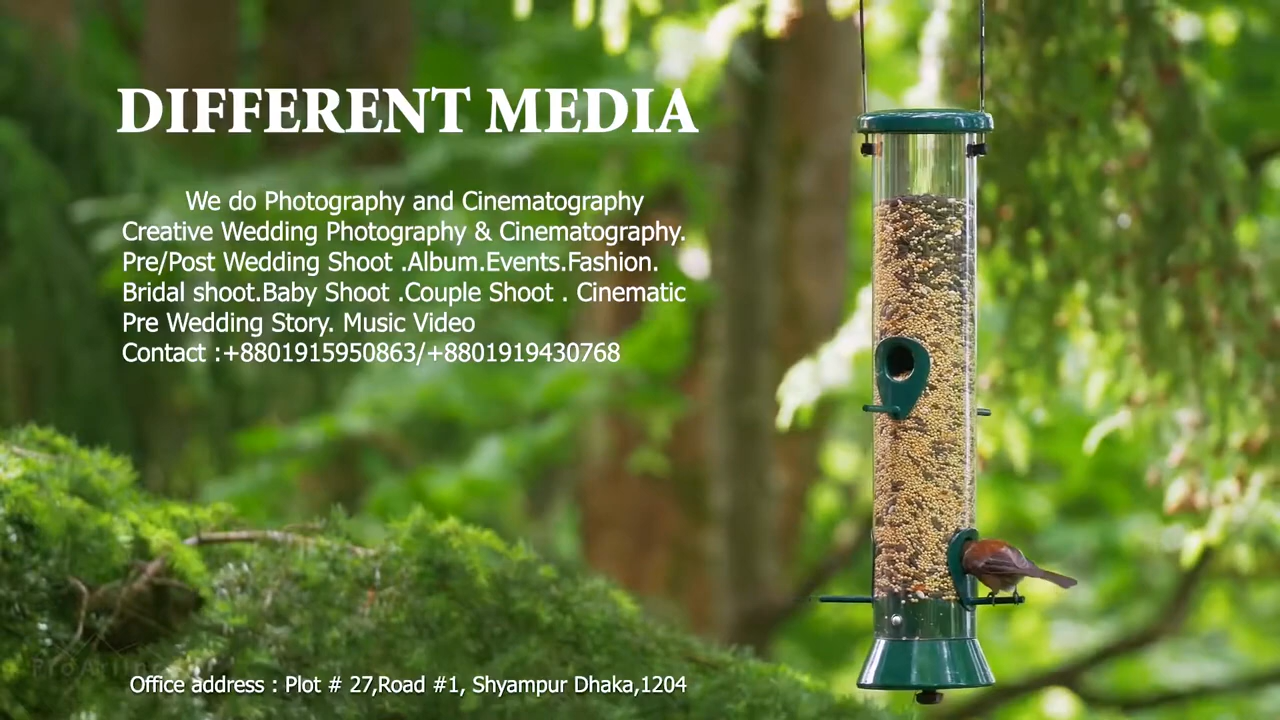 DIFFERENT MEDIA
We do Photography and Cinematography
Creative Wedding Photography & Cinematography.
Pre/Post Wedding Shoot .Album.Events.Fashion.
Bridal shoot.Baby Shoot .Couple Shoot . Cinematic
Pre Wedding Story. Music Video
Contact :+8801915950863/+8801919430768
Office address : Plot # 27,Road #1, Shyampur Dhaka,1204